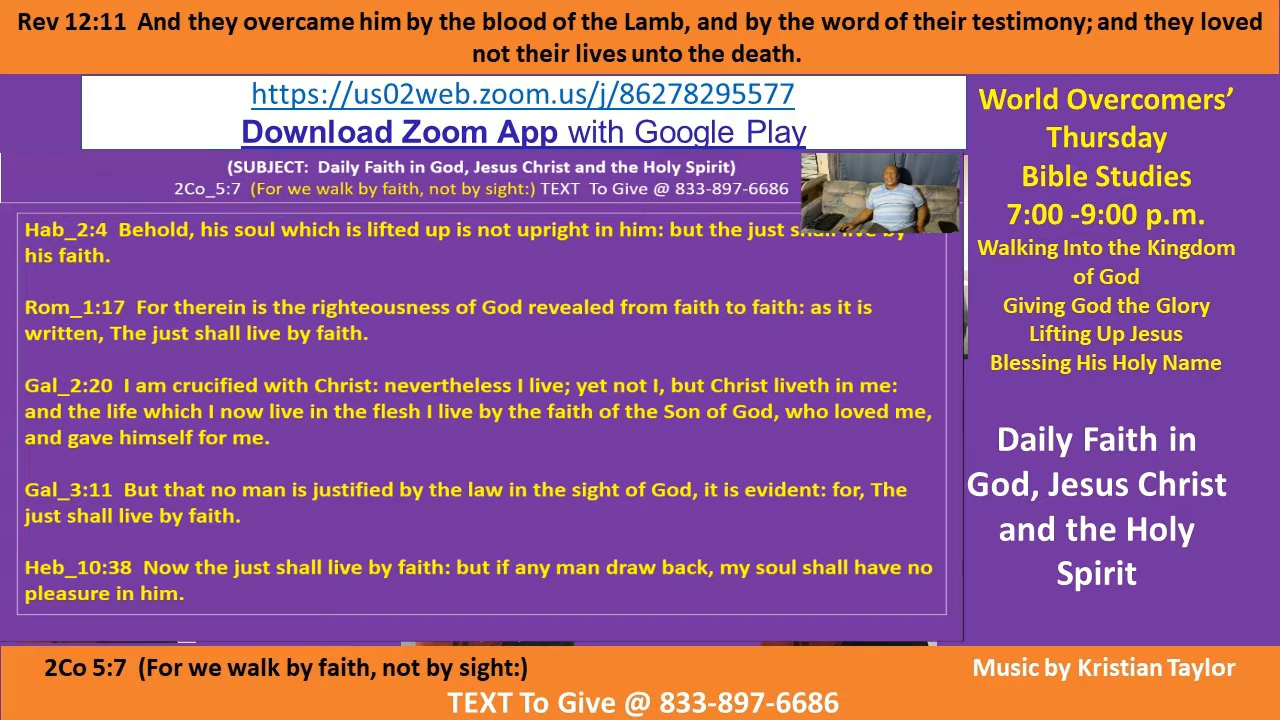 Rev 12:11  And they overcame him by the blood of the Lamb, and by the word of their testimony; and they loved
not their lives unto the death.
https://us02web.zoom.us/j/86278295577
Download Zoom App with Google Play
(SUBJECT:  Daily Faith in God, Jesus Christ and the Holy Spirit)
2Co_5:7  (For we walk by faith, not by sight:) TEXT  To Give @ 833-897-6686
Hab_2:4  Behold, his soul which is lifted up is not upright in him: but the just shall live by
his faith.
Rom_1:17  For therein is the righteousness of God revealed from faith to faith: as it is
written, The just shall live by faith.
Gal_2:20  I am crucified with Christ: nevertheless I live; yet not I, but Christ liveth in me:
and the life which I now live in the flesh I live by the faith of the Son of God, who loved me,
and gave himself for me.
Gal_3:11  But that no man is justified by the law in the sight of God, it is evident: for, The
just shall live by faith.
Heb_10:38  Now the just shall live by faith: but if any man draw back, my soul shall have no
pleasure in him.
World Overcomers’
Thursday
Bible Studies
7:00 -9:00 p.m.
Walking Into the Kingdom
of God
Giving God the Glory
Lifting Up Jesus
Blessing His Holy Name
Daily Faith in
God, Jesus Christ
and the Holy
Spirit
2Co 5:7  (For we walk by faith, not by sight:)
Music by Kristian Taylor
TEXT To Give @ 833-897-6686